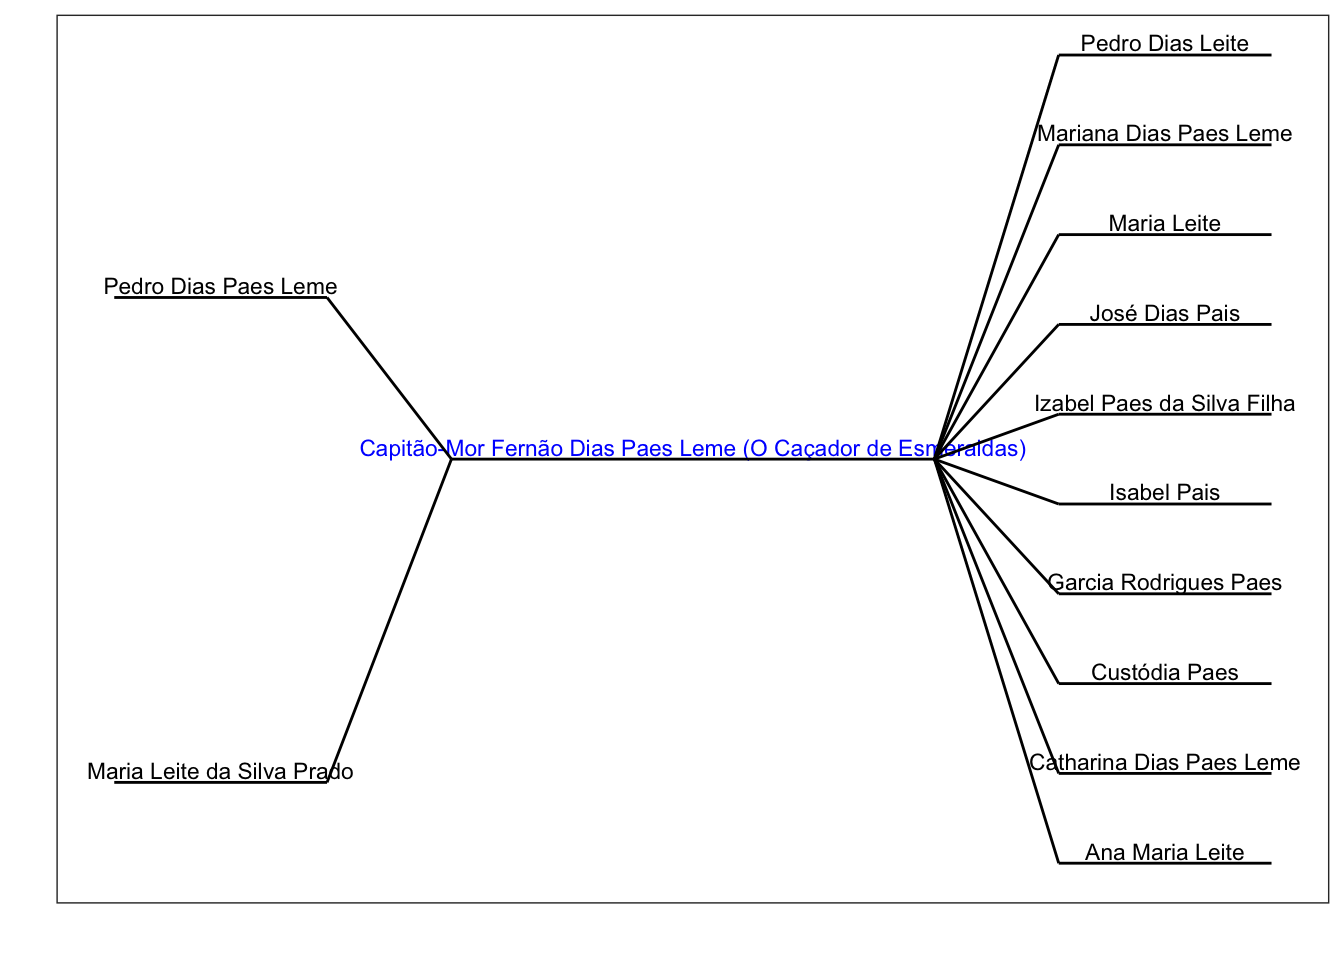 Pedro Dias Leite
Mariana Dias Paes Leme
Maria Leite
Pedro Dias Paes Leme
José Dias Pais
Izabel Paes da Silva Filha
Capitão-Mor Fernão Dias Paes Leme (O Caçador de Esmeraldas)
Isabel Pais
Garcia Rodrigues Paes
Custódia Paes
Maria Leite da Silva Prado
Catharina Dias Paes Leme
Ana Maria Leite